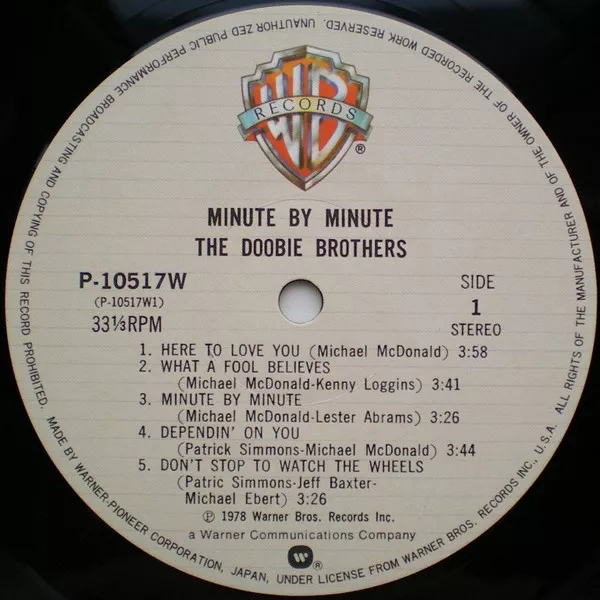 WB
RECORDS
®
MINUTE BY MINUTE
THE DOOBIE BROTHERS
P-10517W
(P-10517W1)
33⅓RPM
SIDE
1
STEREO
1. HERE TO LOVE YOU (Michael McDonald) 3:58
2. WHAT A FOOL BELIEVES
(Michael McDonald-Kenny Loggins) 3:41
3. MINUTE BY MINUTE
(Michael McDonald-Lester Abrams) 3:26
4. DEPENDIN' ON YOU
(Patrick Simmons-Michael McDonald) 3:44
5. DON'T STOP TO WATCH THE WHEELS
(Patric Simmons-Jeff Baxter-
Michael Ebert) 3:26
℗ 1978 Warner Bros. Records Inc.
a Warner Communications Company
MADE BY WARNER-PIONEER CORPORATION, JAPAN, UNDER LICENSE FROM WARNER BROS. RECORDS INC., U.S.A. ALL RIGHTS OF THE MANUFACTURER AND OF THE OWNER OF THE RECORDED WORK RESERVED. UNAUTHORIZED PUBLIC PERFORMANCE BROADCASTING AND COPYING OF THIS RECORD PROHIBITED.